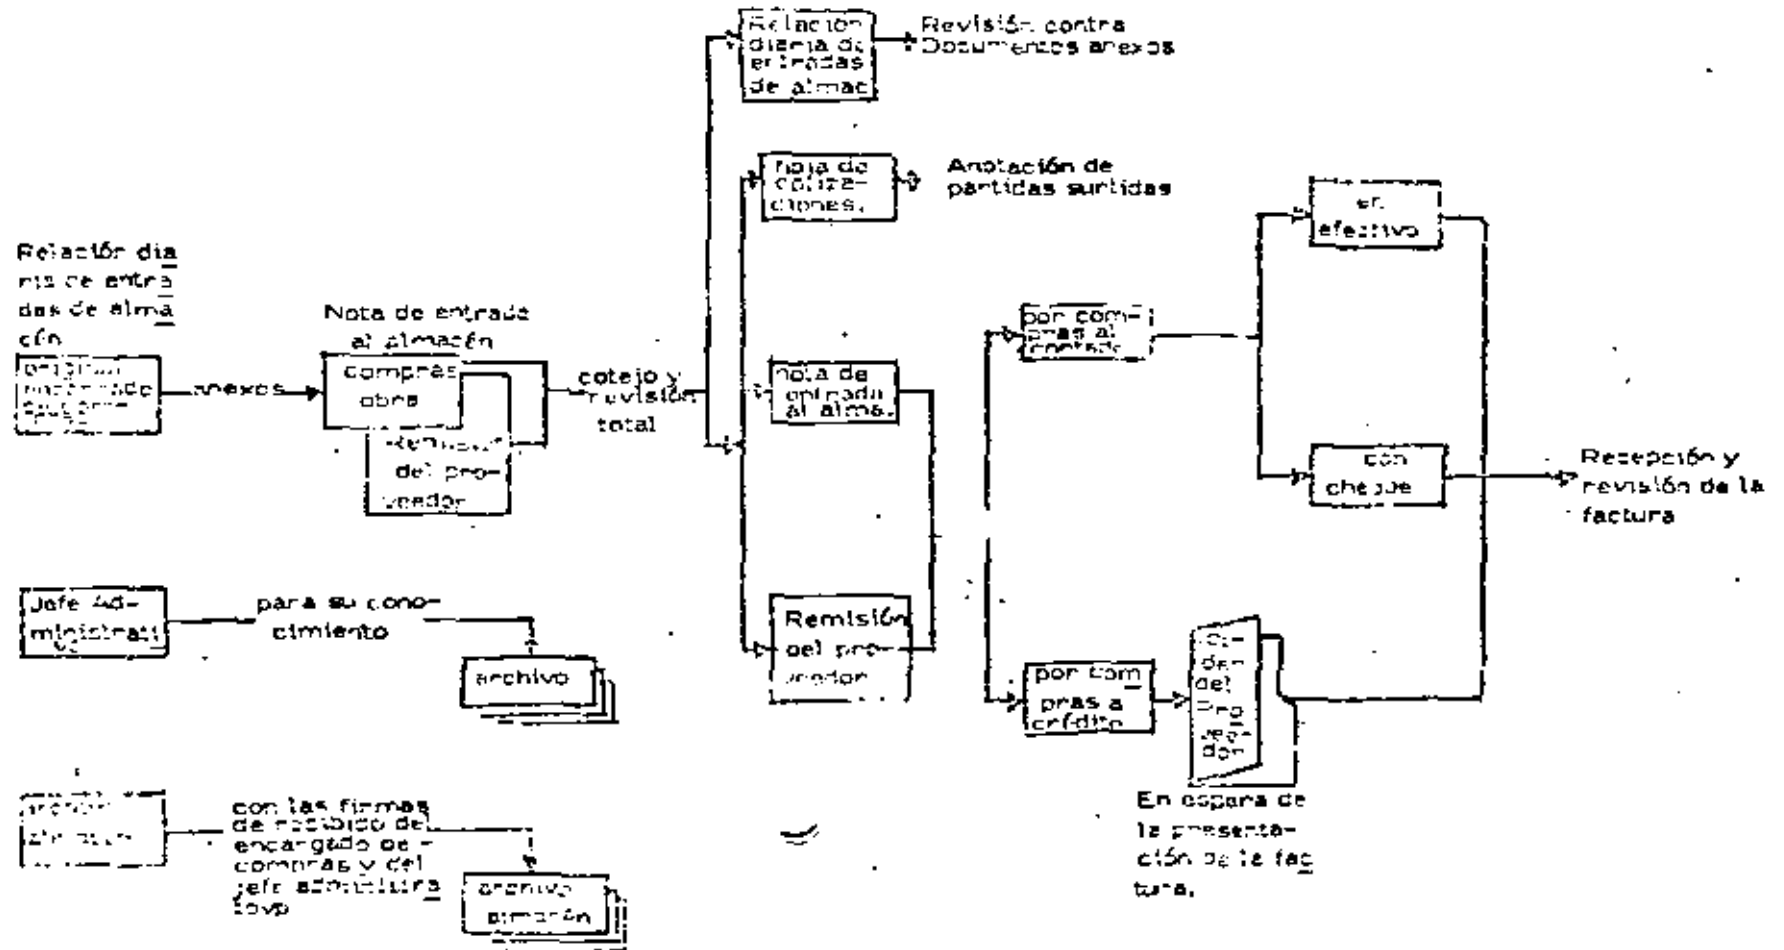 Relación dia
ria de entra
das de alma
cén
original
anexos
Nota de entrada
al almacén
compras
obra
Remisión
del pro-
veedor
cotejo y
revisión
total
Relación
diaria de
entradas
de almac
Revisión contra
Documentos anexos
hoja de
cotiza-
ciones.
Anotación de
partidas surtidas
nota de
entrada
al alma.
Remisión
del pro-
veedor
por com-
pras al
contado
en
efectivo
con
cheque
Recepción y
revisión de la
factura
por com
pras a
crédito
del
Pro
veé-
dor
En espera de
la presenta-
ción de la fac
tura.
Jefe Ad-
ministrati
vo
para su cono-
cimiento
archivo
con las firmas
de recibido de
encargado de -
compras y del
jefe administra
tivo
archivo
almacén